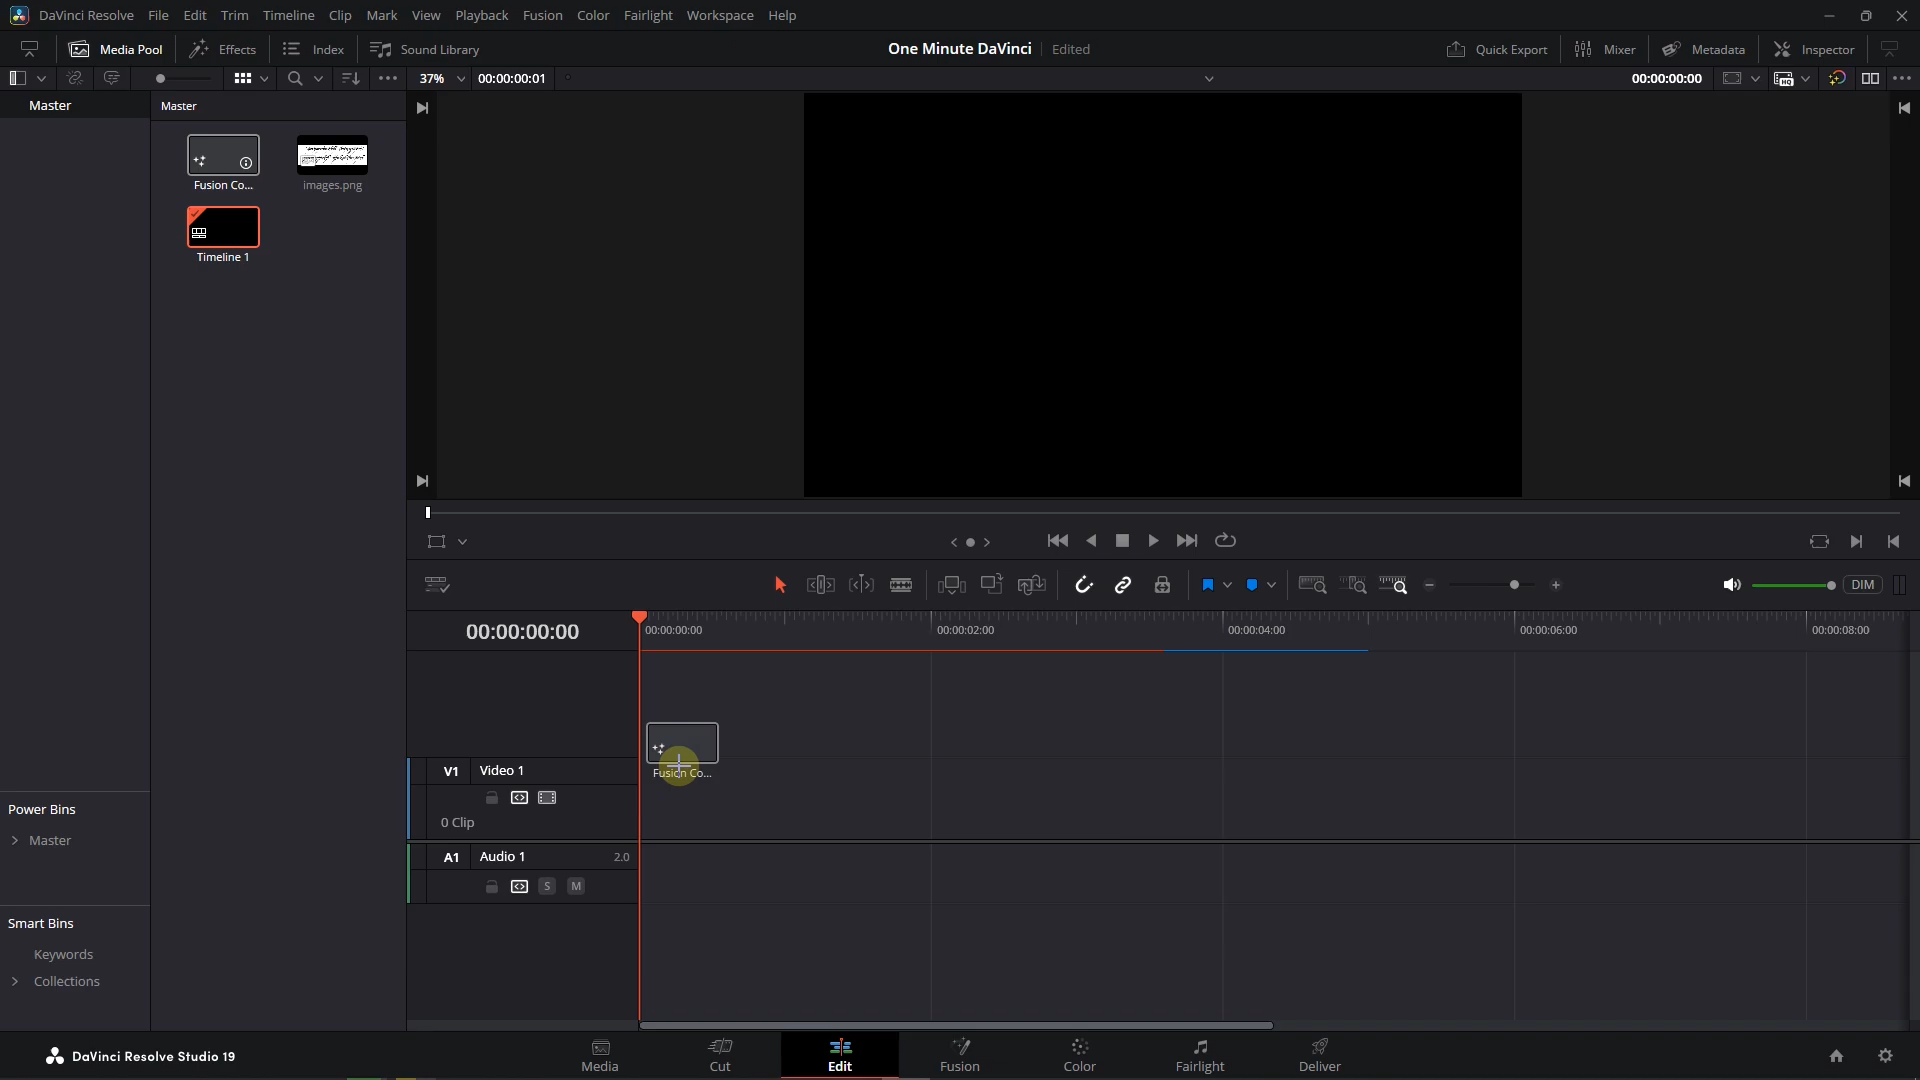 DaVinci Resolve File Edit Trim Timeline Clip Mark View Playback Fusion Color Fairlight Workspace Help
Media Pool Effects Index Sound Library One Minute DaVinci Edited Quick Export Mixer Metadata Inspector
37% 00:00:00:01 00:00:00:00
Master Master
Fusion Co... images.png
Timeline 1
DIM
00:00:00:00 00:00:00:00 00:00:02:00 00:00:04:00 00:00:06:00 00:00:08:00
V1 Video 1 Fusion Co...
0 Clip
Power Bins
Master
A1 Audio 1 2.0
S M
Smart Bins
Keywords
Collections
DaVinci Resolve Studio 19 Media Cut Edit Fusion Color Fairlight Deliver